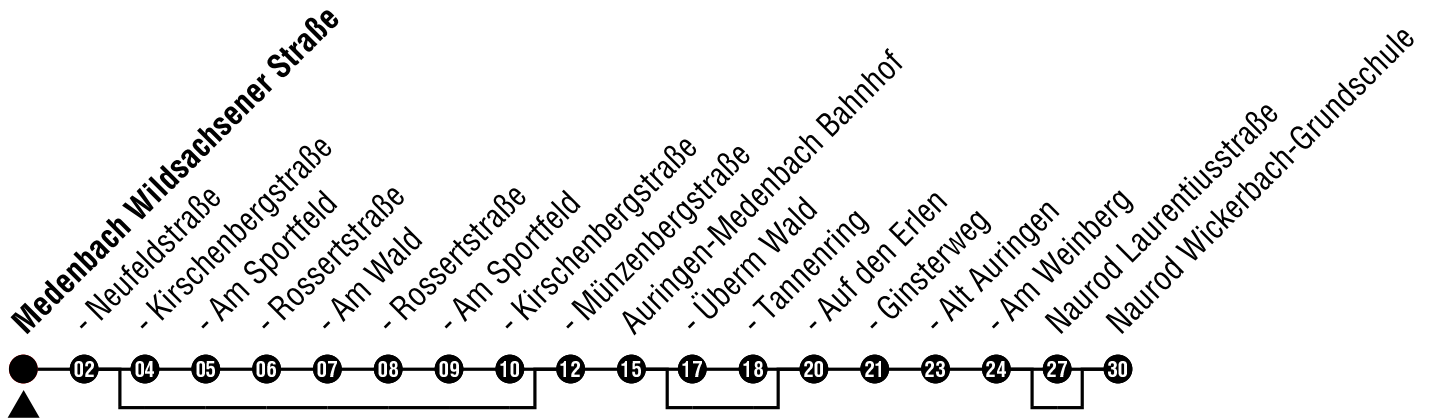 Medenbach Wildsachsener Straße
- Neufeldstraße
- Kirschenbergstraße
- Am Sportfeld
- Rossertstraße
- Am Wald
- Rossertstraße
- Am Sportfeld
- Kirschenbergstraße
- Münzenbergstraße
Auringen-Medenbach Bahnhof
- Überm Wald
- Tannenring
- Auf den Erlen
- Ginsterweg
- Alt Auringen
- Am Weinberg
Naurod Laurentiusstraße
Naurod Wickerbach-Grundschule
02 04 05 06 07 08 09 10 12 15 17 18 20 21 23 24 27 30